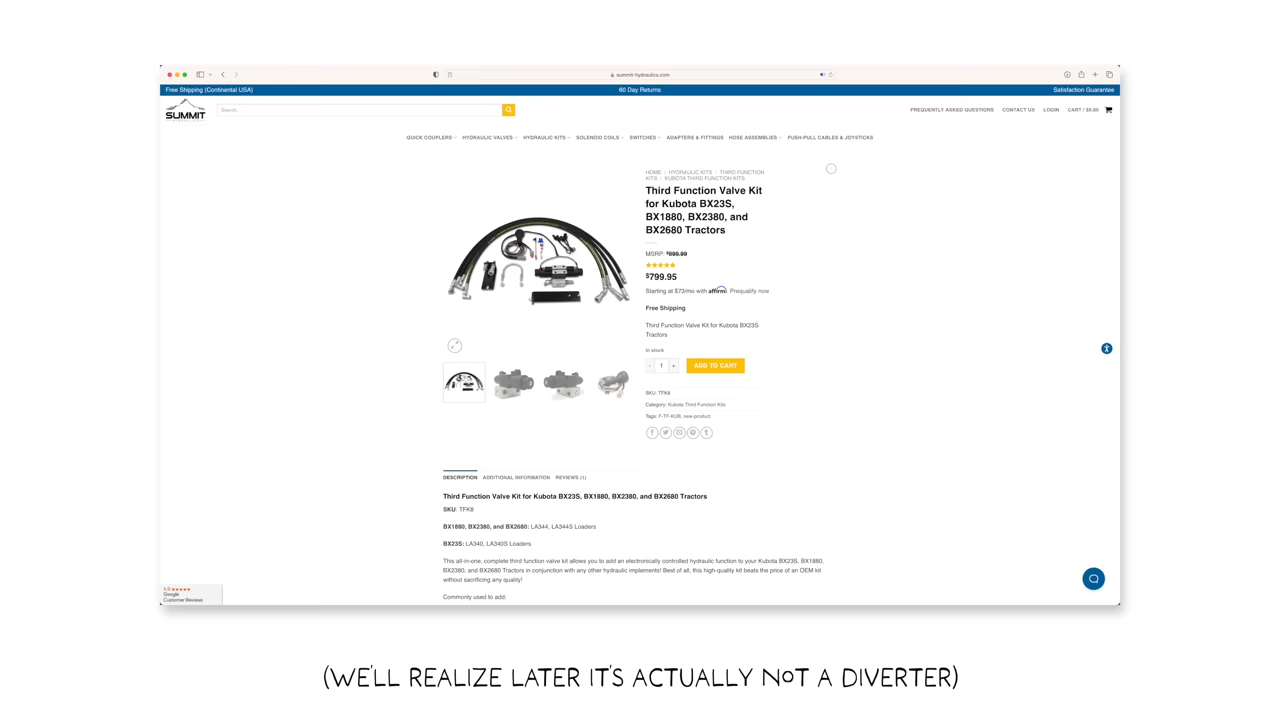 summit-hydraulics.com
Free Shipping (Continental USA)
60 Day Returns
Satisfaction Guarantee
SUMMIT
Search...
FREQUENTLY ASKED QUESTIONS
CONTACT US
LOGIN
CART / $0.00
QUICK COUPLERS
HYDRAULIC VALVES
HYDRAULIC KITS
SOLENOID COILS
SWITCHES
ADAPTERS & FITTINGS
HOSE ASSEMBLIES
PUSH-PULL CABLES & JOYSTICKS
HOME / HYDRAULIC KITS / THIRD FUNCTION
KITS / KUBOTA THIRD FUNCTION KITS
Third Function Valve Kit
for Kubota BX23S,
BX1880, BX2380, and
BX2680 Tractors
MSRP: $899.99
$799.95
Starting at $73/mo with affirm. Prequalify now
Free Shipping
Third Function Valve Kit for Kubota BX23S
Tractors
In stock
- 1 +
ADD TO CART
SKU: TFK8
Category: Kubota Third Function Kits
Tags: F-TF-KUB, new-product
DESCRIPTION
ADDITIONAL INFORMATION
REVIEWS (1)
Third Function Valve Kit for Kubota BX23S, BX1880, BX2380, and BX2680 Tractors
SKU: TFK8
BX1880, BX2380, and BX2680: LA344, LA344S Loaders
BX23S: LA340, LA340S Loaders
This all-in-one, complete third function valve kit allows you to add an electronically controlled hydraulic function to your Kubota BX23S, BX1880,
BX2380, and BX2680 Tractors in conjunction with any other hydraulic implements! Best of all, this high-quality kit beats the price of an OEM kit
without sacrificing any quality!
Commonly used to add:
4.9
Google
Customer Reviews
(WE'LL REALIZE LATER IT'S ACTUALLY NOT A DIVERTER)